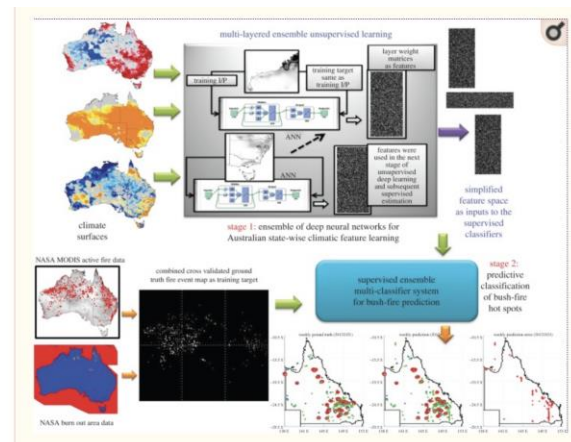 multi-layered ensemble unsupervised learning
layer weight
matrices
as features
training I/P
training target
same as
training I/P
ANN
ANN
features were
used in the next
stage of
unsupervised
deep learning
and subsequent
supervised
estimation
climate
surfaces
stage 1: ensemble of deep neural networks for
Australian state-wise climatic feature learning
simplified
feature space
as inputs to the
supervised
classifiers
NASA MODIS active fire data
combined cross validated ground
truth fire event map as training target
supervised ensemble
multi-classifier system
for bush-fire prediction
stage 2:
predictive
classification
of bush-fire
hot spots
NASA burn out area data